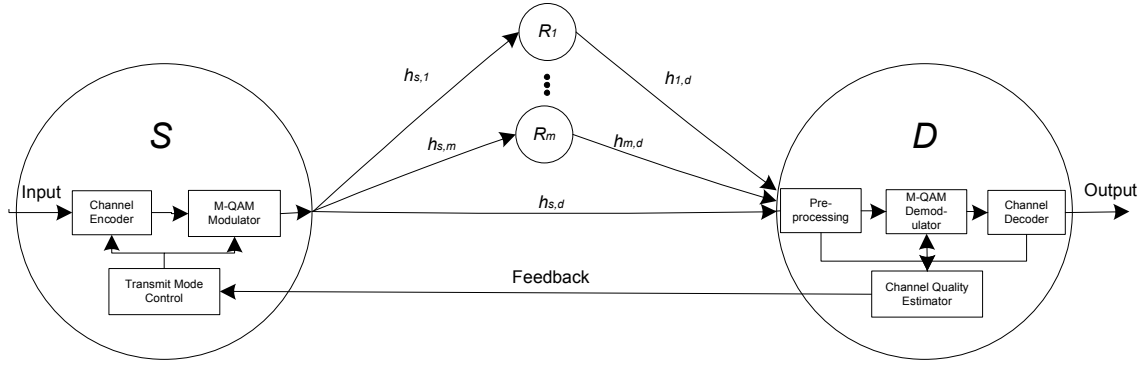 R1
hs,1
h1,d
S
Rm
D
hs,m
hm,d
Input
Channel
Encoder
M-QAM
Modulator
hs,d
Pre-
processing
M-QAM
Demod-
ulator
Channel
Decoder
Output
Transmit Mode
Control
Feedback
Channel Quality
Estimator